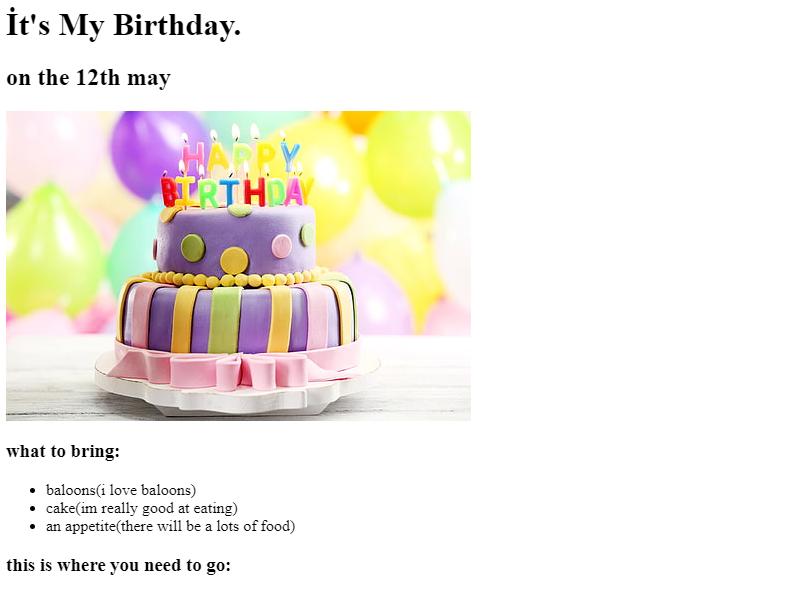 İt's My Birthday.
on the 12th may
HAPPY
BIRTHDAY
what to bring:
baloons(i love baloons)
cake(im really good at eating)
an appetite(there will be a lots of food)
this is where you need to go: